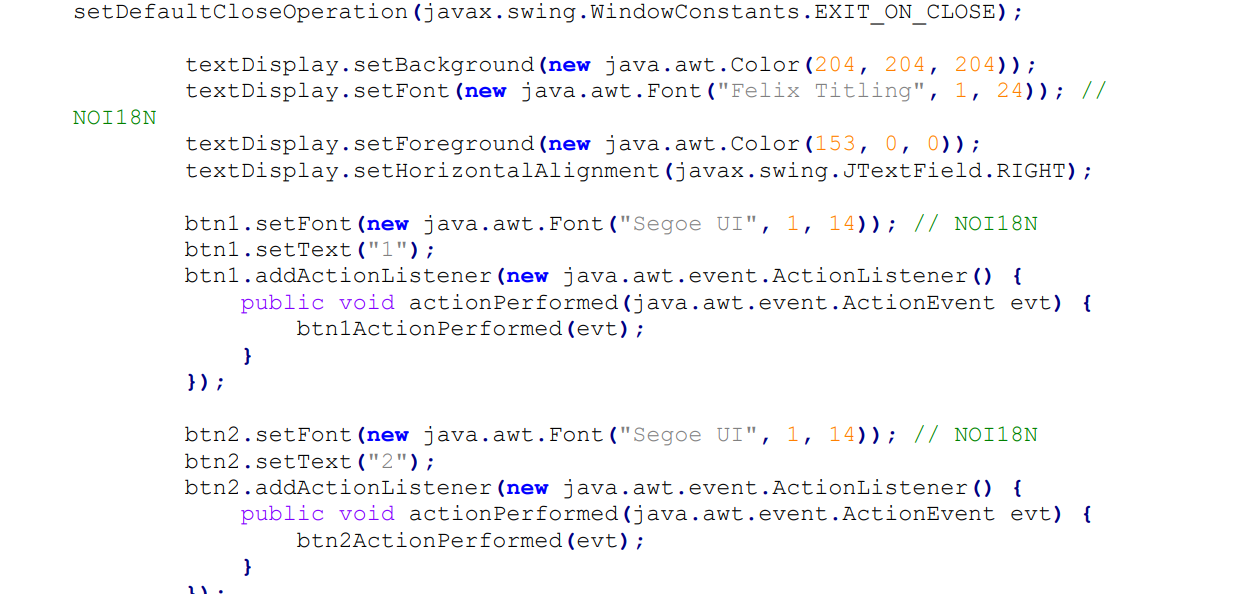 setDefaultCloseOperation(javax.swing.WindowConstants.EXIT_ON_CLOSE);
textDisplay.setBackground(new java.awt.Color(204, 204, 204));
textDisplay.setFont(new java.awt.Font("Felix Titling", 1, 24)); //
NOI18N
textDisplay.setForeground(new java.awt.Color(153, 0, 0));
textDisplay.setHorizontalAlignment(javax.swing.JTextField.RIGHT);
btn1.setFont(new java.awt.Font("Segoe UI", 1, 14)); // NOI18N
btn1.setText("1");
btn1.addActionListener(new java.awt.event.ActionListener() {
public void actionPerformed(java.awt.event.ActionEvent evt) {
btn1ActionPerformed(evt);
}
});
btn2.setFont(new java.awt.Font("Segoe UI", 1, 14)); // NOI18N
btn2.setText("2");
btn2.addActionListener(new java.awt.event.ActionListener() {
public void actionPerformed(java.awt.event.ActionEvent evt) {
btn2ActionPerformed(evt);
}
});